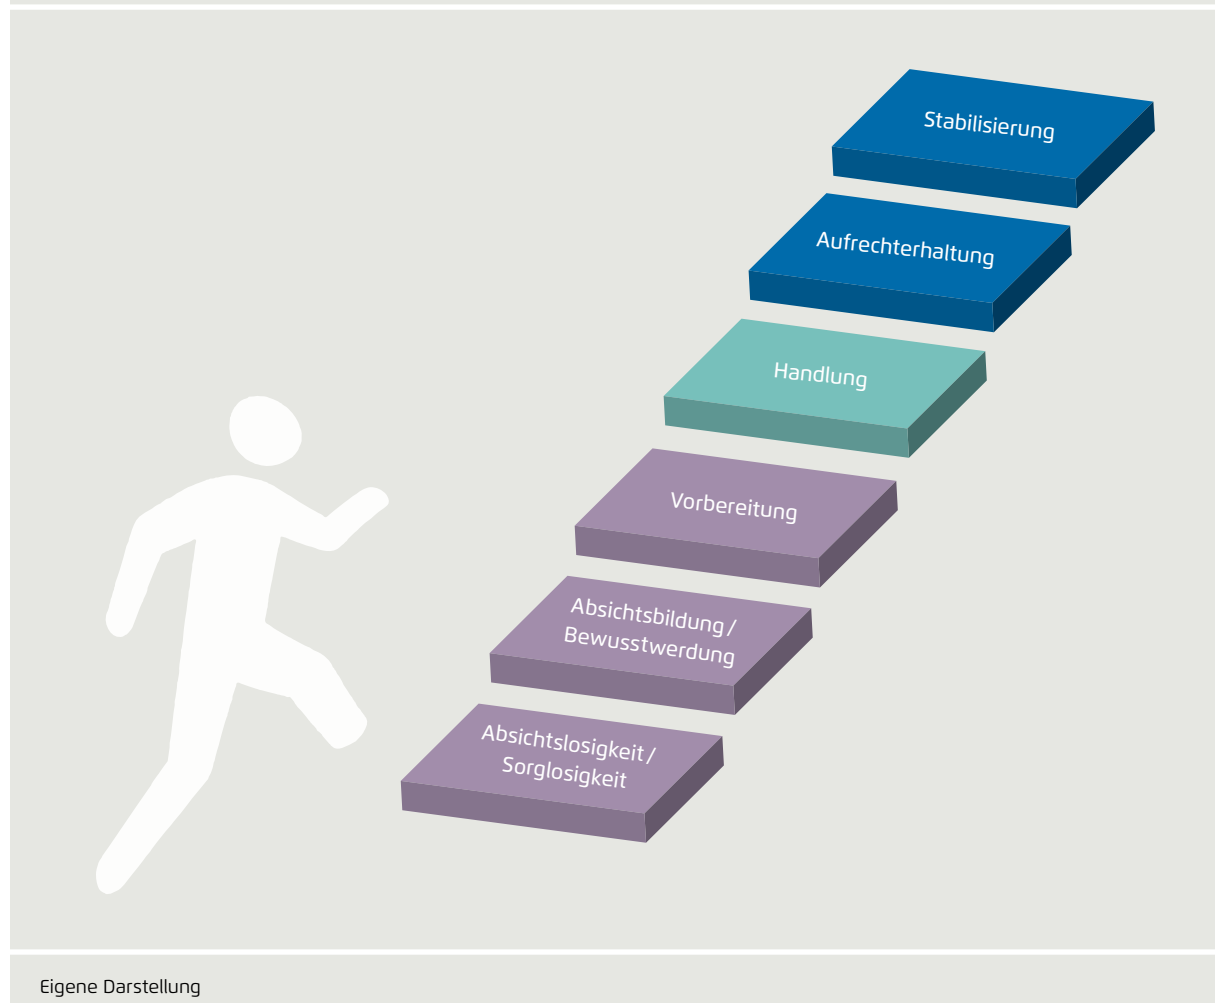 Stabilisierung
Aufrechterhaltung
Handlung
Vorbereitung
Absichtsbildung /
Bewusstwerdung
Absichtslosigkeit /
Sorglosigkeit
Eigene Darstellung